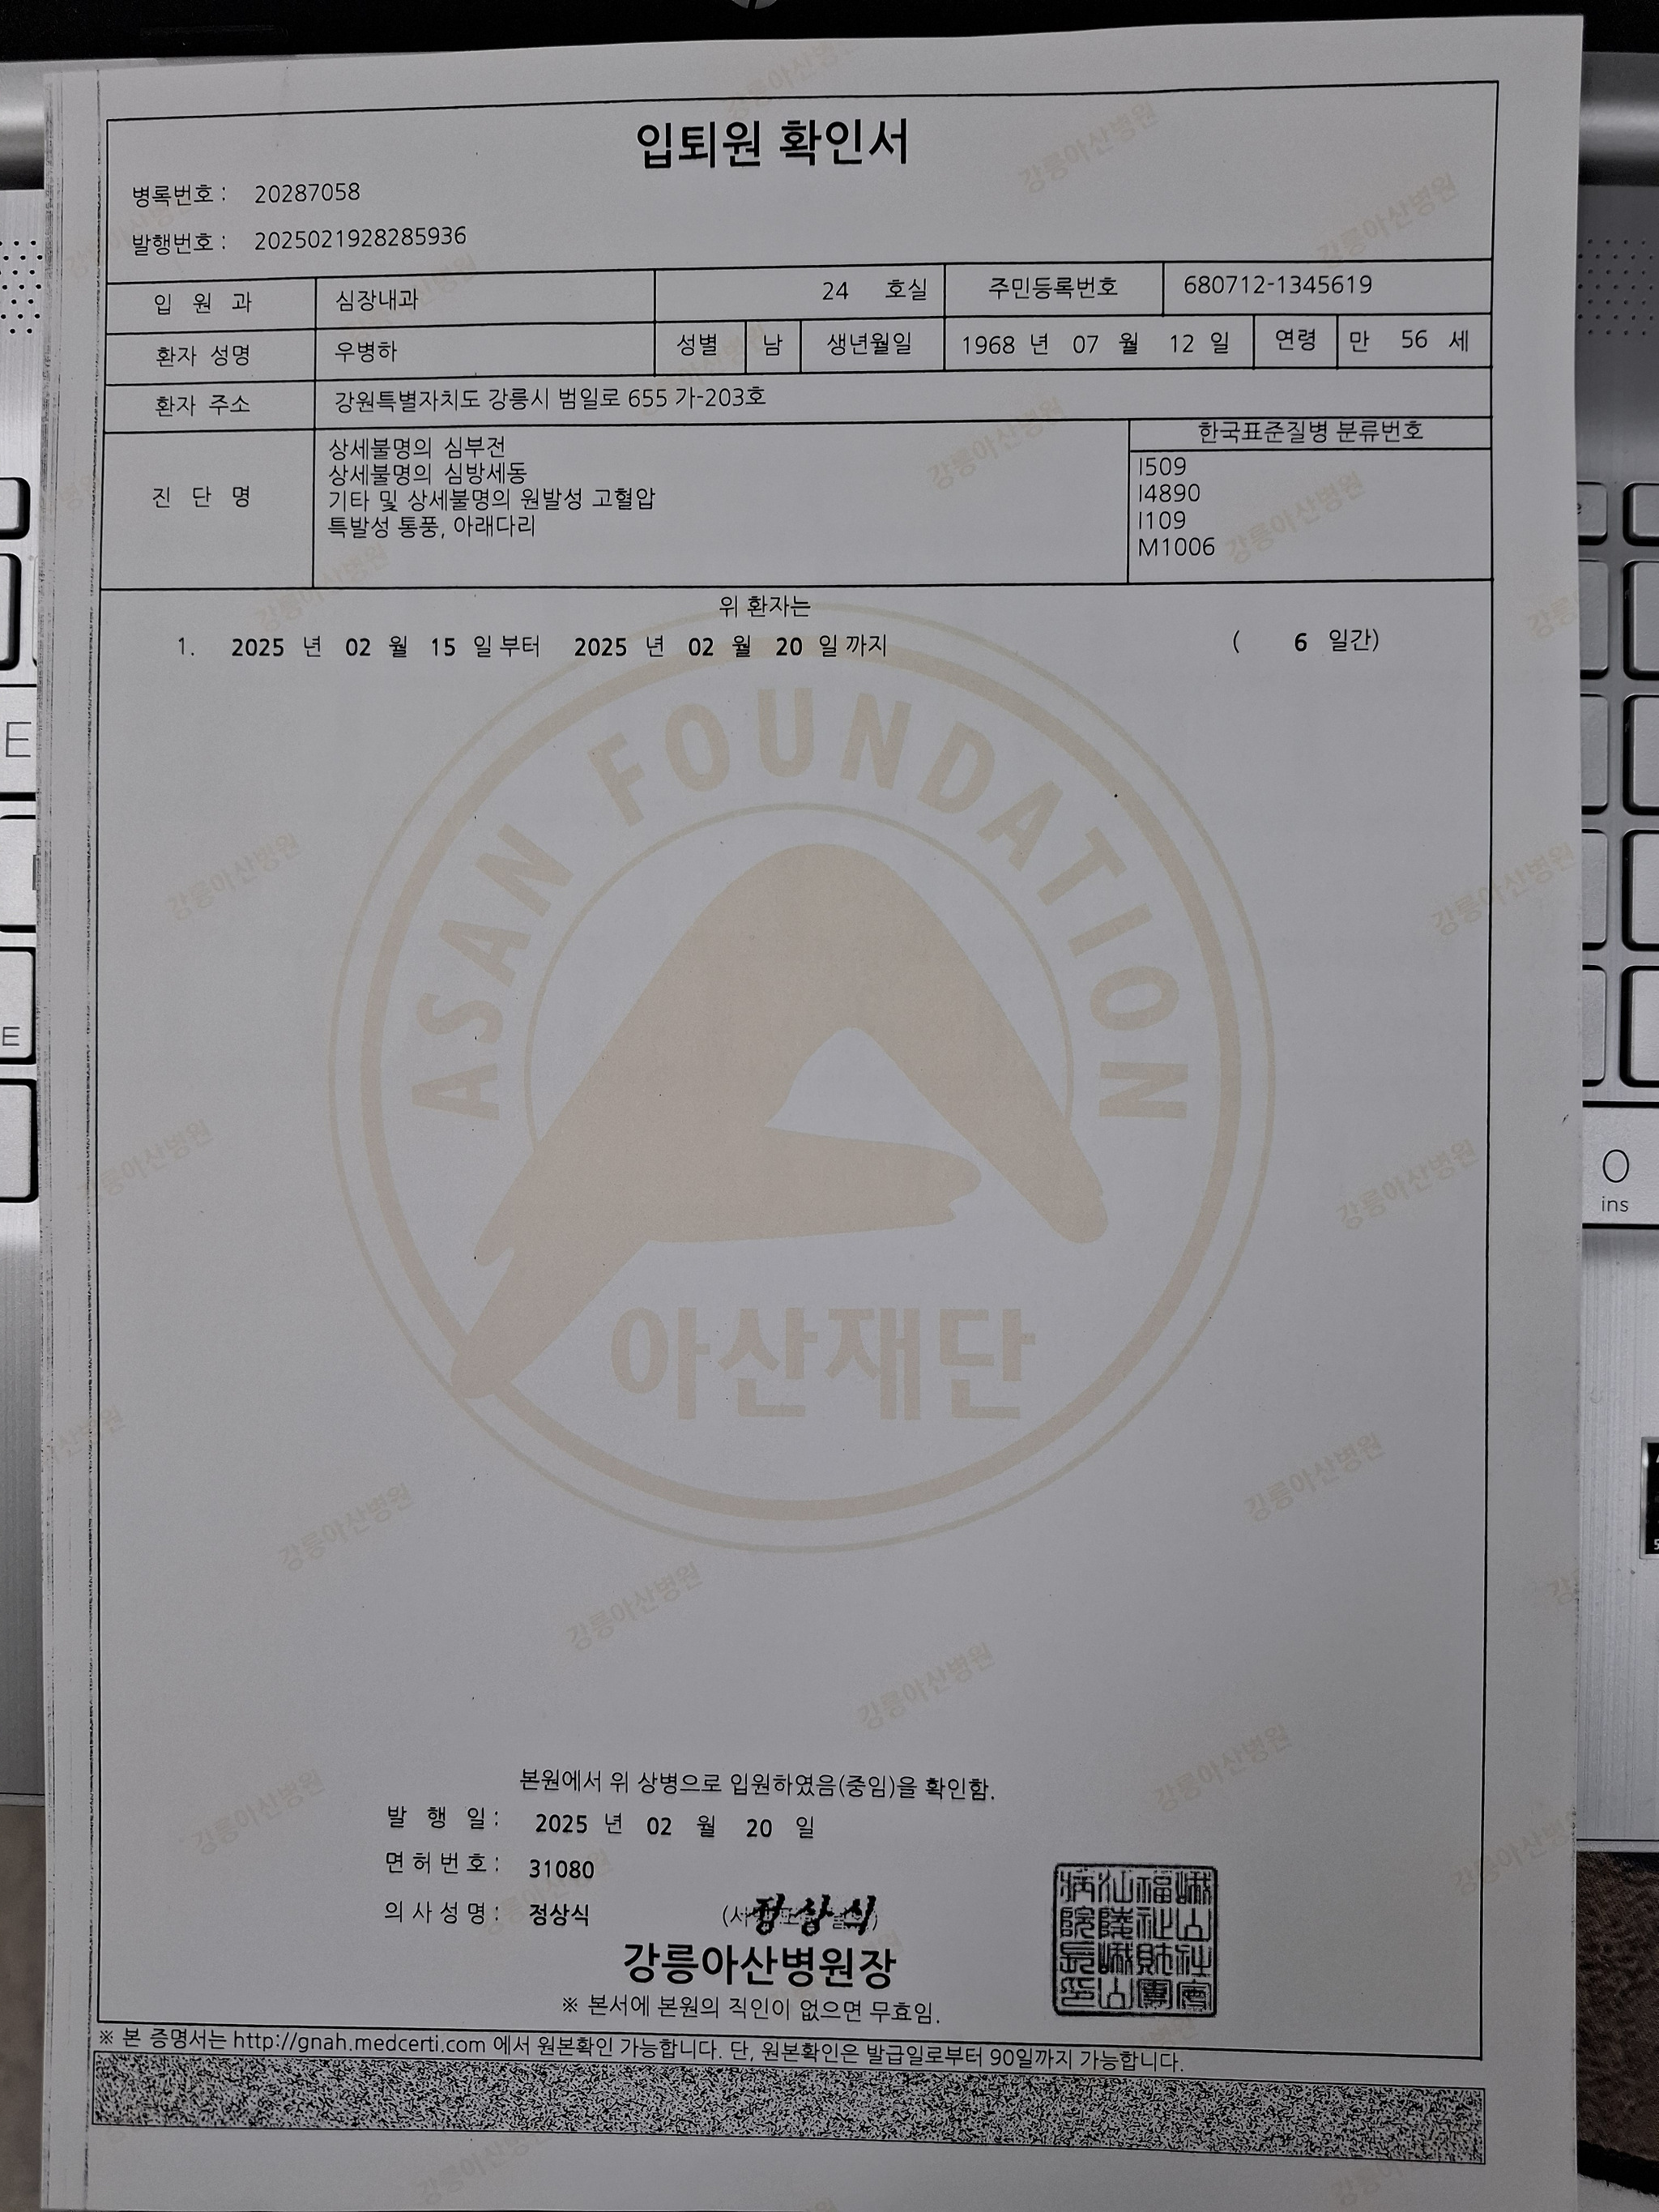 입퇴원 확인서
병록번호 : 20287058
발행번호 : 2025021928285936
입 원 과 심장내과 24 호실 주민등록번호 680712-1345619
환자 성명 우병하 성별 남 생년월일 1968 년 07 월 12 일 연령 만 56 세
환자 주소 강원특별자치도 강릉시 범일로 655 가-203호
한국표준질병 분류번호
진 단 명
상세불명의 심부전 I509
상세불명의 심방세동 I4890
기타 및 상세불명의 원발성 고혈압 I109
특발성 통풍, 아래다리 M1006
위 환자는
1. 2025 년 02 월 15 일 부터 2025 년 02 월 20 일 까지 ( 6 일간)
ASAN FOUNDATION
아산재단
본원에서 위 상병으로 입원하였음(중임)을 확인함.
발 행 일 : 2025 년 02 월 20 일
면 허 번 호 : 31080
의 사 성 명 : 정상식 정상식
강릉아산병원장
※ 본서에 본원의 직인이 없으면 무효임.
※ 본 증명서는 http://gnah.medcerti.com 에서 원본확인 가능합니다. 단, 원본확인은 발급일로부터 90일까지 가능합니다.
강릉아산병원
E
E
O
ins